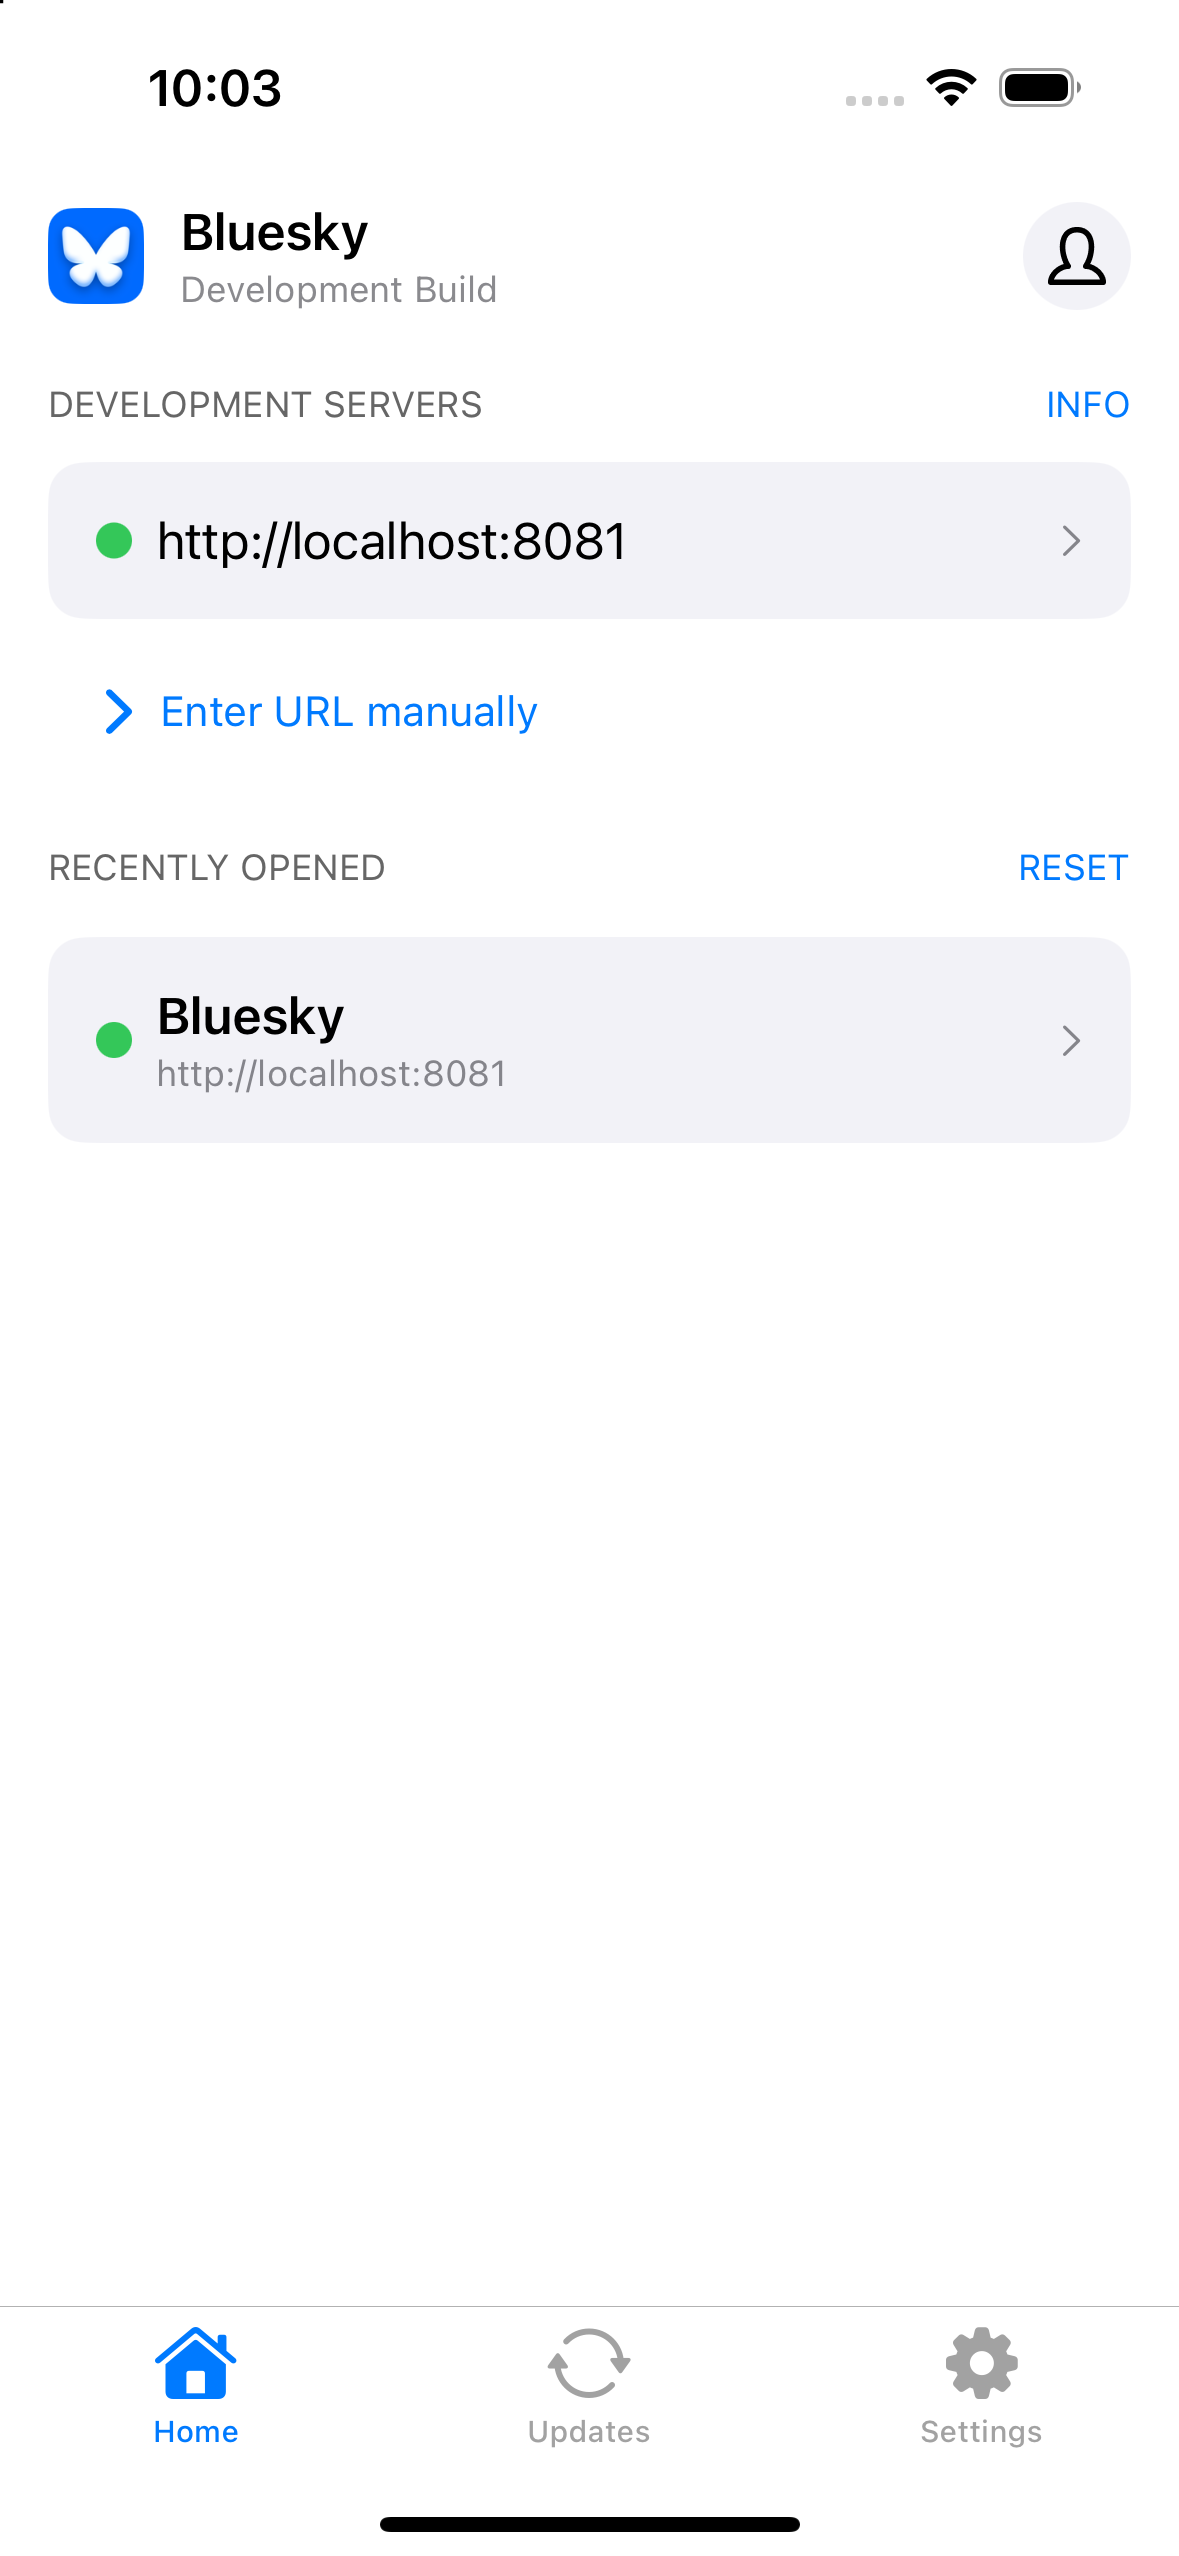 10:03
Bluesky
Development Build
DEVELOPMENT SERVERS
INFO
http://localhost:8081
Enter URL manually
RECENTLY OPENED
RESET
Bluesky
http://localhost:8081
Home
Updates
Settings